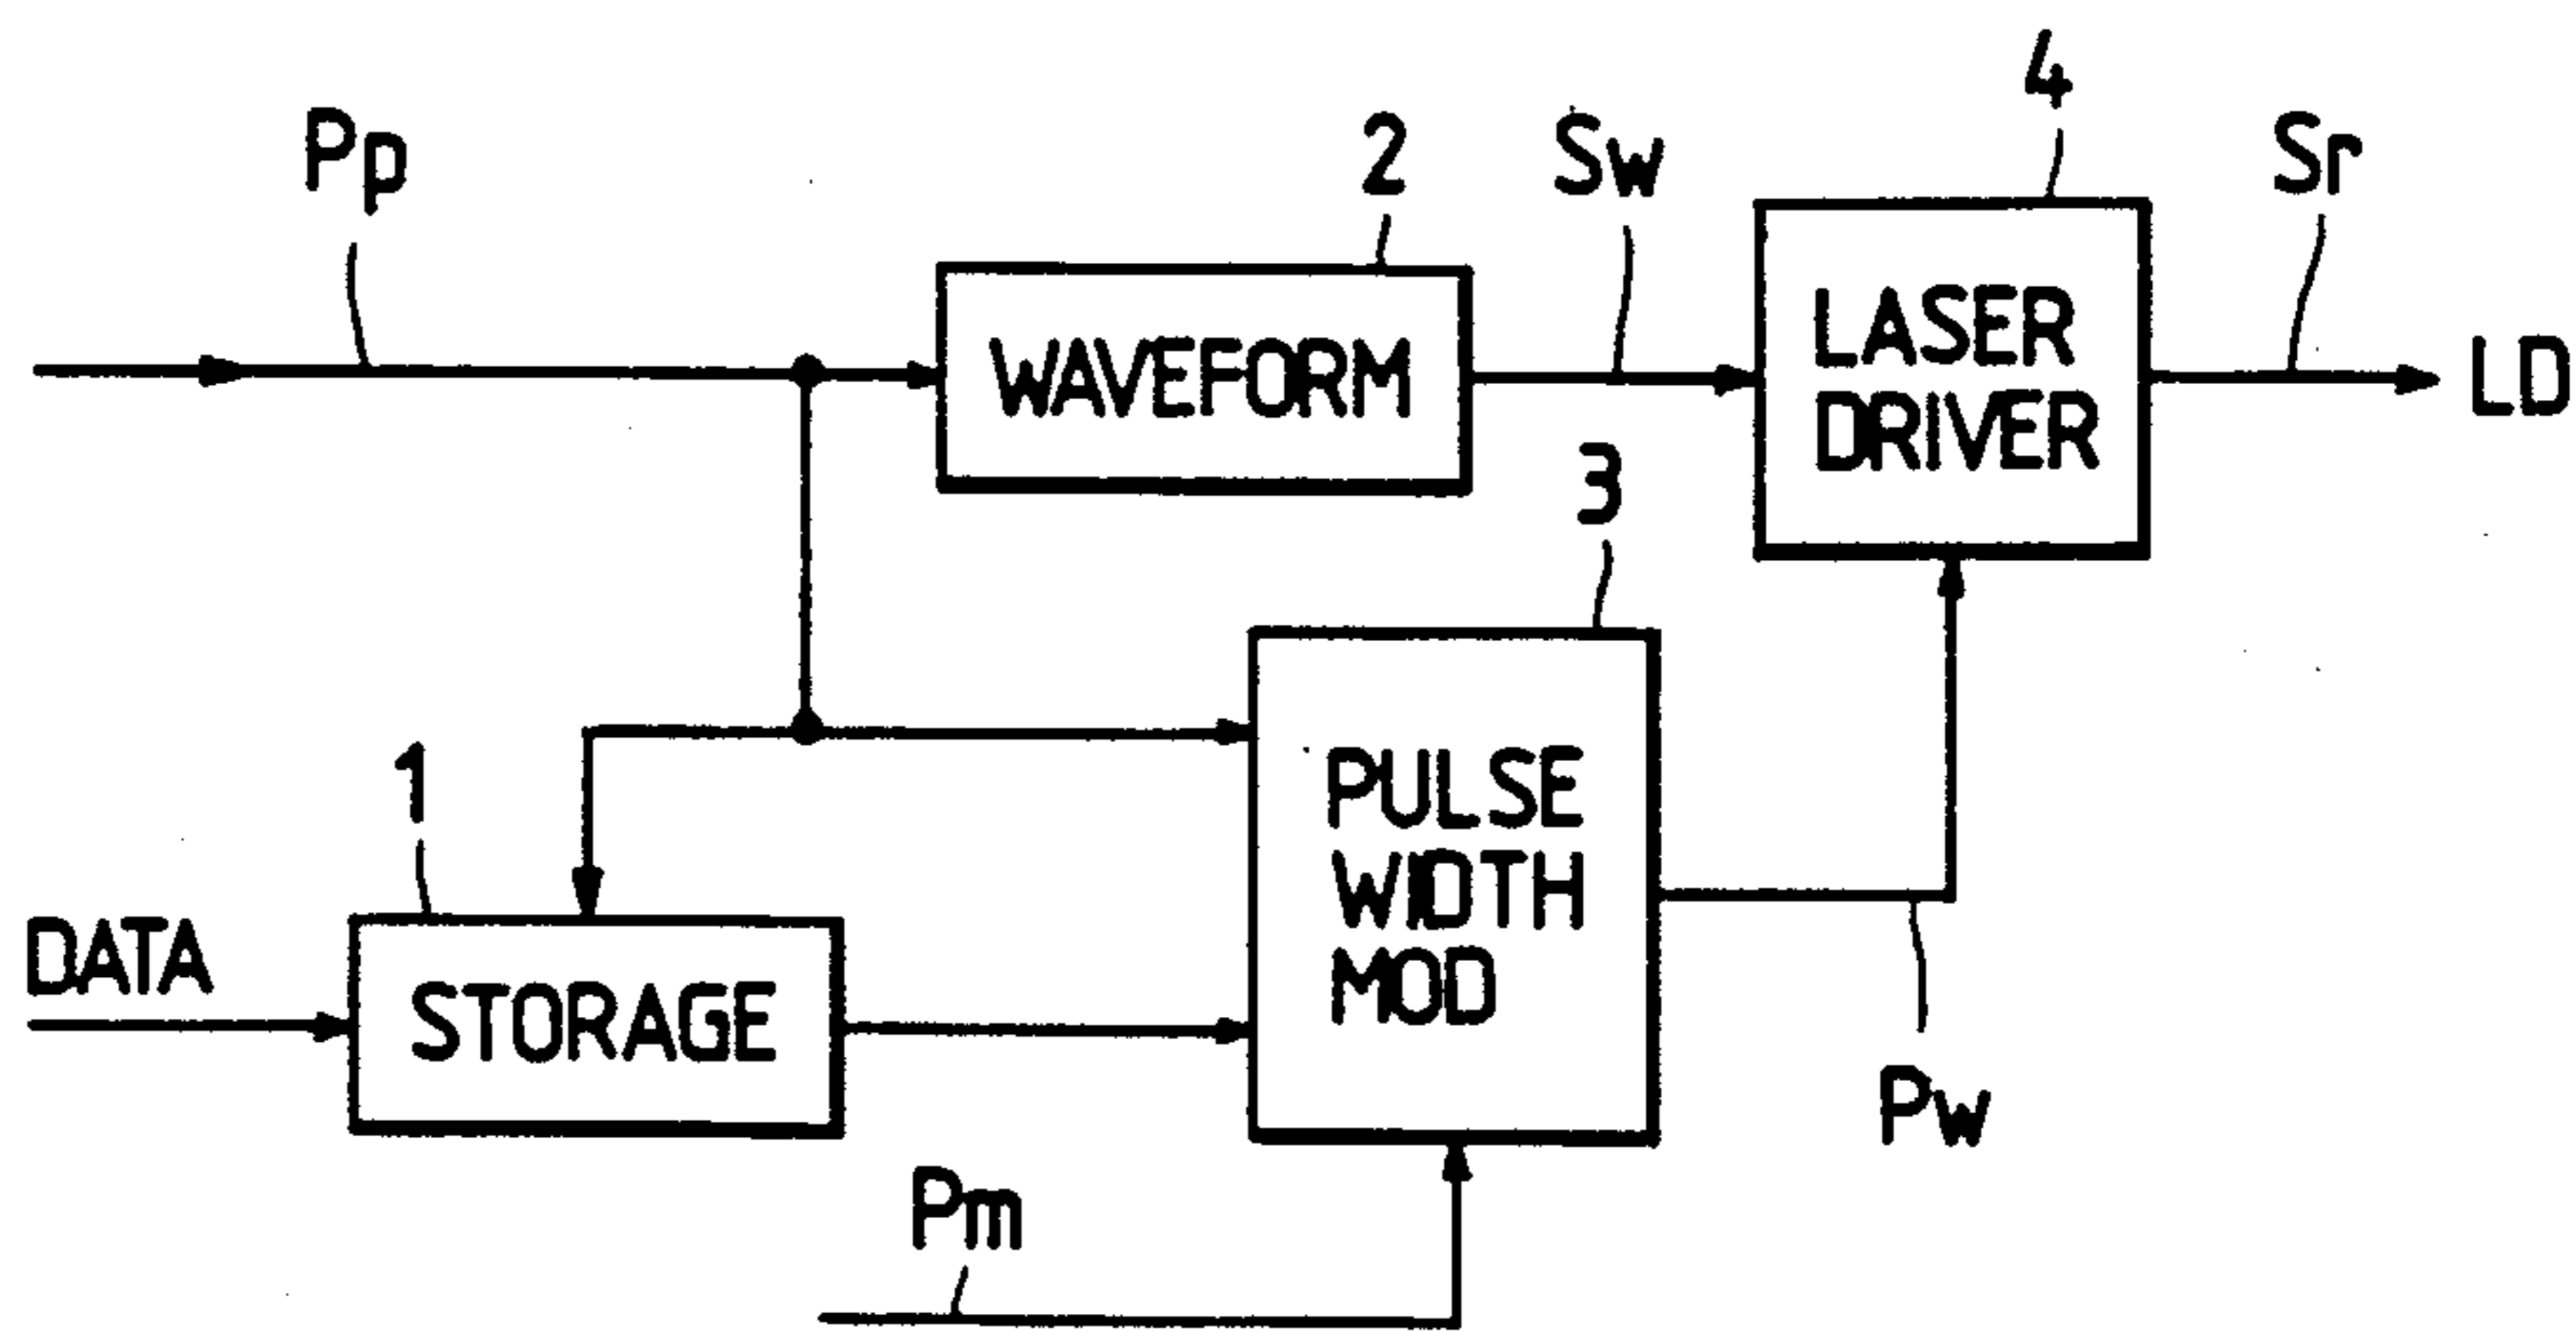 Pp
2
Sw
4
Sr
WAVEFORM
LASER
DRIVER
LD
3
1
DATA
STORAGE
PULSE
WIDTH
MOD
Pw
Pm